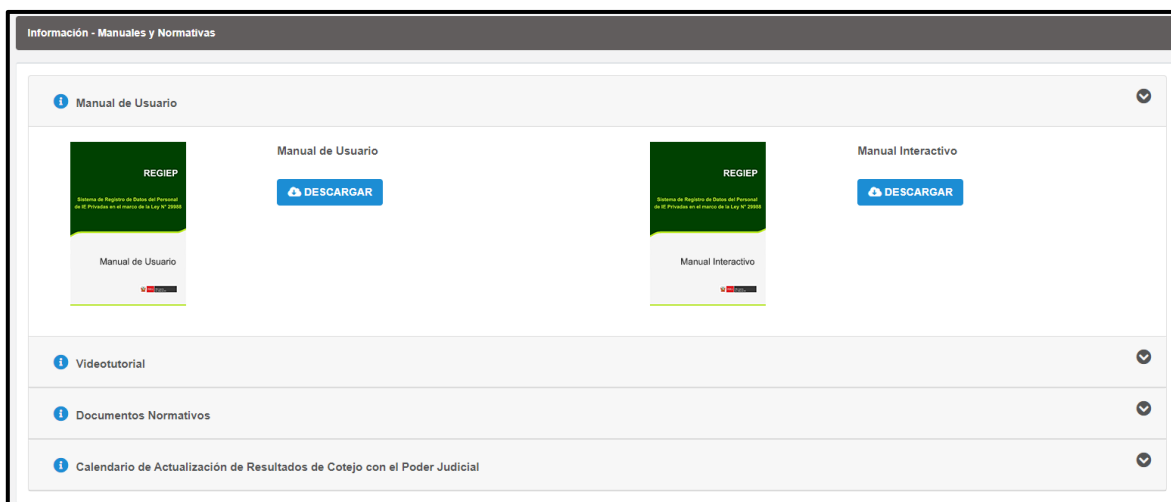 Información - Manuales y Normativas
Manual de Usuario
REGIEP
Sistema de Registro de Datos del Personal
de IE Privadas en el marco de la Ley N° 29988
Manual de Usuario
Manual de Usuario
DESCARGAR
REGIEP
Sistema de Registro de Datos del Personal
de IE Privadas en el marco de la Ley N° 29988
Manual Interactivo
Manual Interactivo
DESCARGAR
Videotutorial
Documentos Normativos
Calendario de Actualización de Resultados de Cotejo con el Poder Judicial